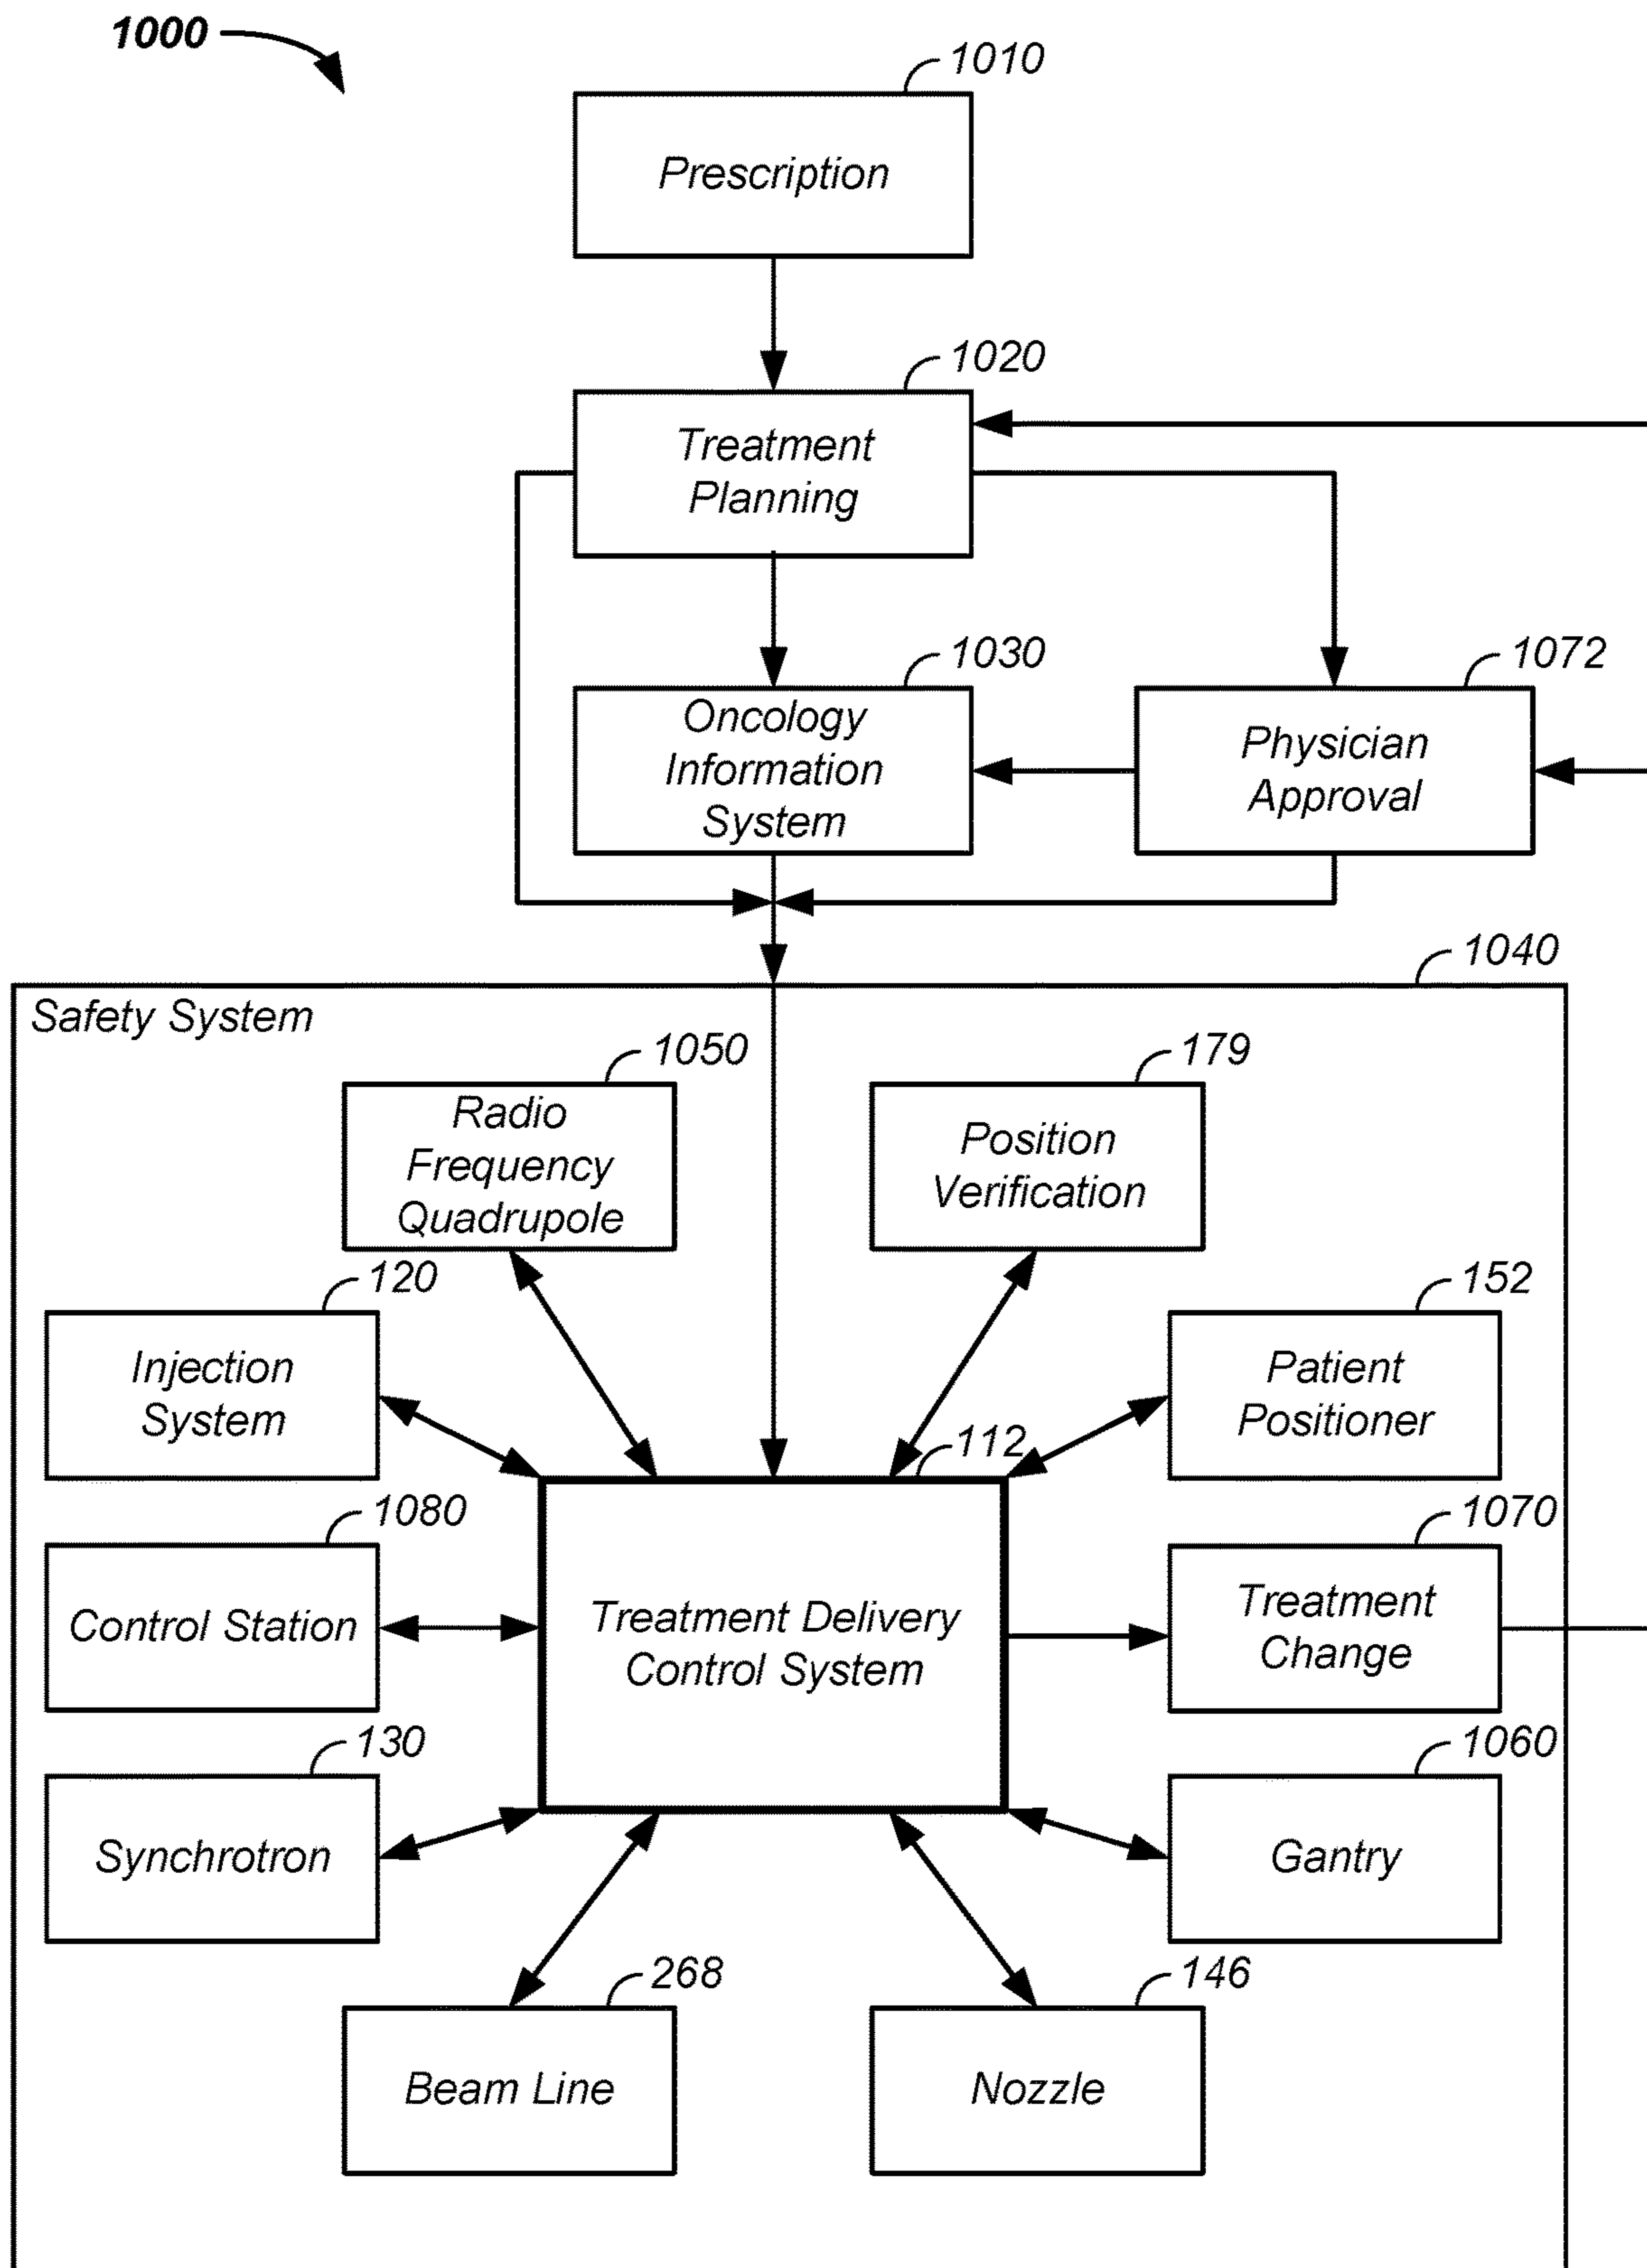 1000
1010
Prescription
1020
Treatment
Planning
1030
Oncology
Information
System
1072
Physician
Approval
1040
Safety System
1050
Radio
Frequency
Quadrupole
179
Position
Verification
120
Injection
System
152
Patient
Positioner
112
Treatment Delivery
Control System
1080
Control Station
1070
Treatment
Change
130
Synchrotron
1060
Gantry
268
Beam Line
146
Nozzle